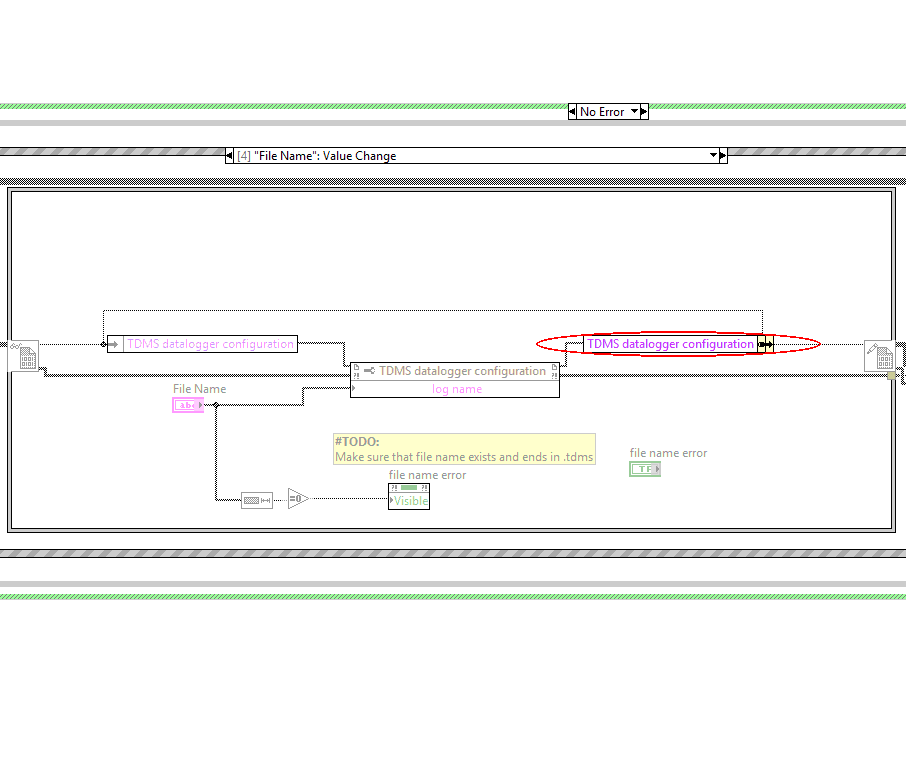 No Error
[4] "File Name": Value Change
TDMS datalogger configuration
TDMS datalogger configuration
TDMS datalogger configuration
log name
File Name
abc
#TODO:
Make sure that file name exists and ends in .tdms
file name error
TF
file name error
=0
Visible